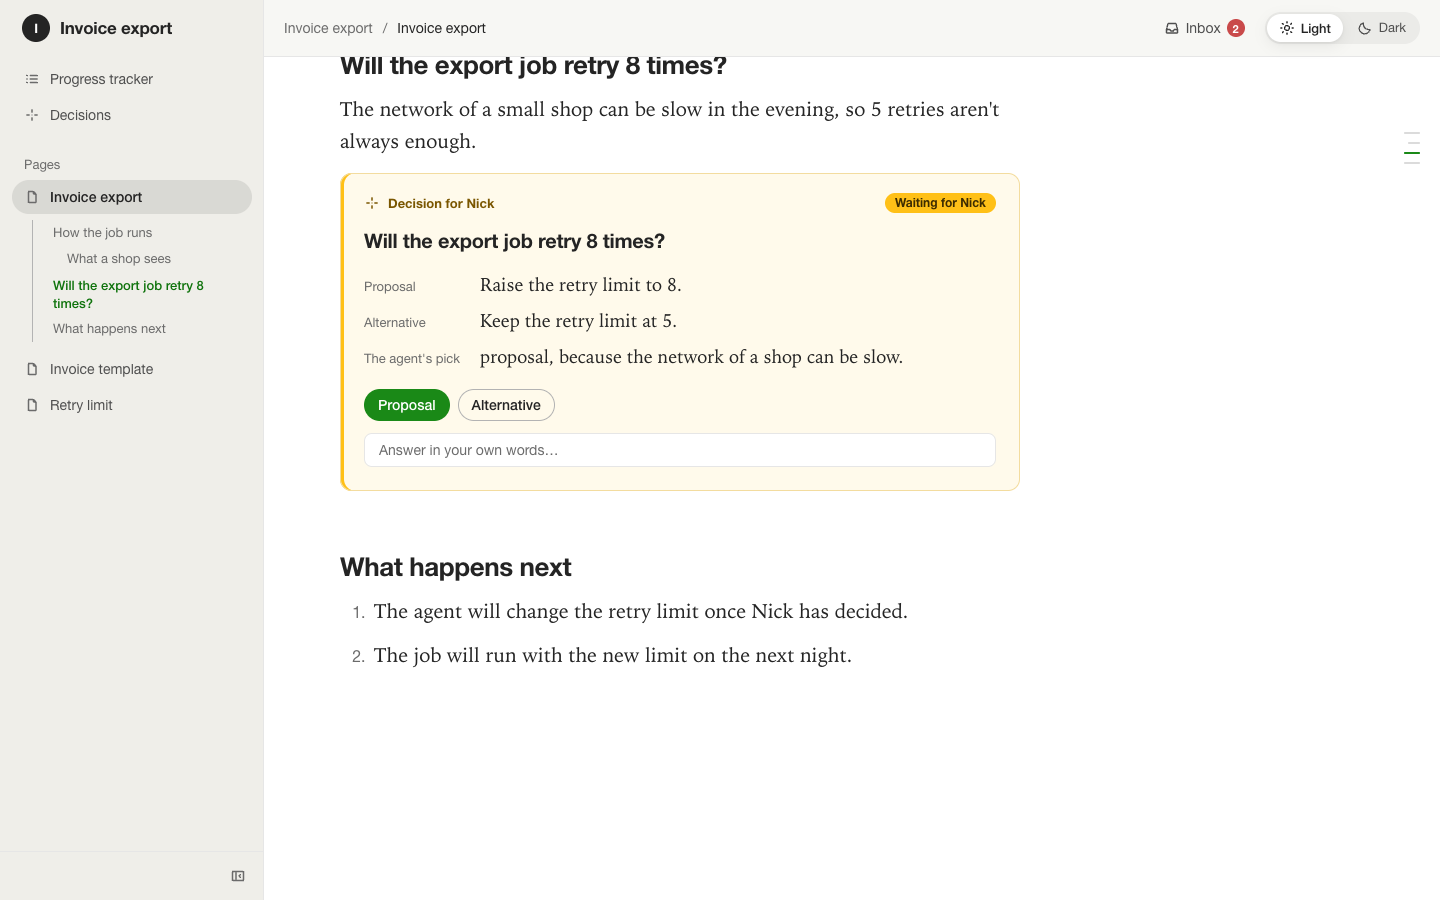 I Invoice export
Progress tracker
Decisions
Pages
Invoice export
How the job runs
What a shop sees
Will the export job retry 8
times?
What happens next
Invoice template
Retry limit
Invoice export / Invoice export
Inbox 2
Light
Dark
Will the export job retry 8 times?
The network of a small shop can be slow in the evening, so 5 retries aren't
always enough.
Decision for Nick
Waiting for Nick
Will the export job retry 8 times?
Proposal Raise the retry limit to 8.
Alternative Keep the retry limit at 5.
The agent's pick proposal, because the network of a shop can be slow.
Proposal
Alternative
Answer in your own words…
What happens next
1. The agent will change the retry limit once Nick has decided.
2. The job will run with the new limit on the next night.